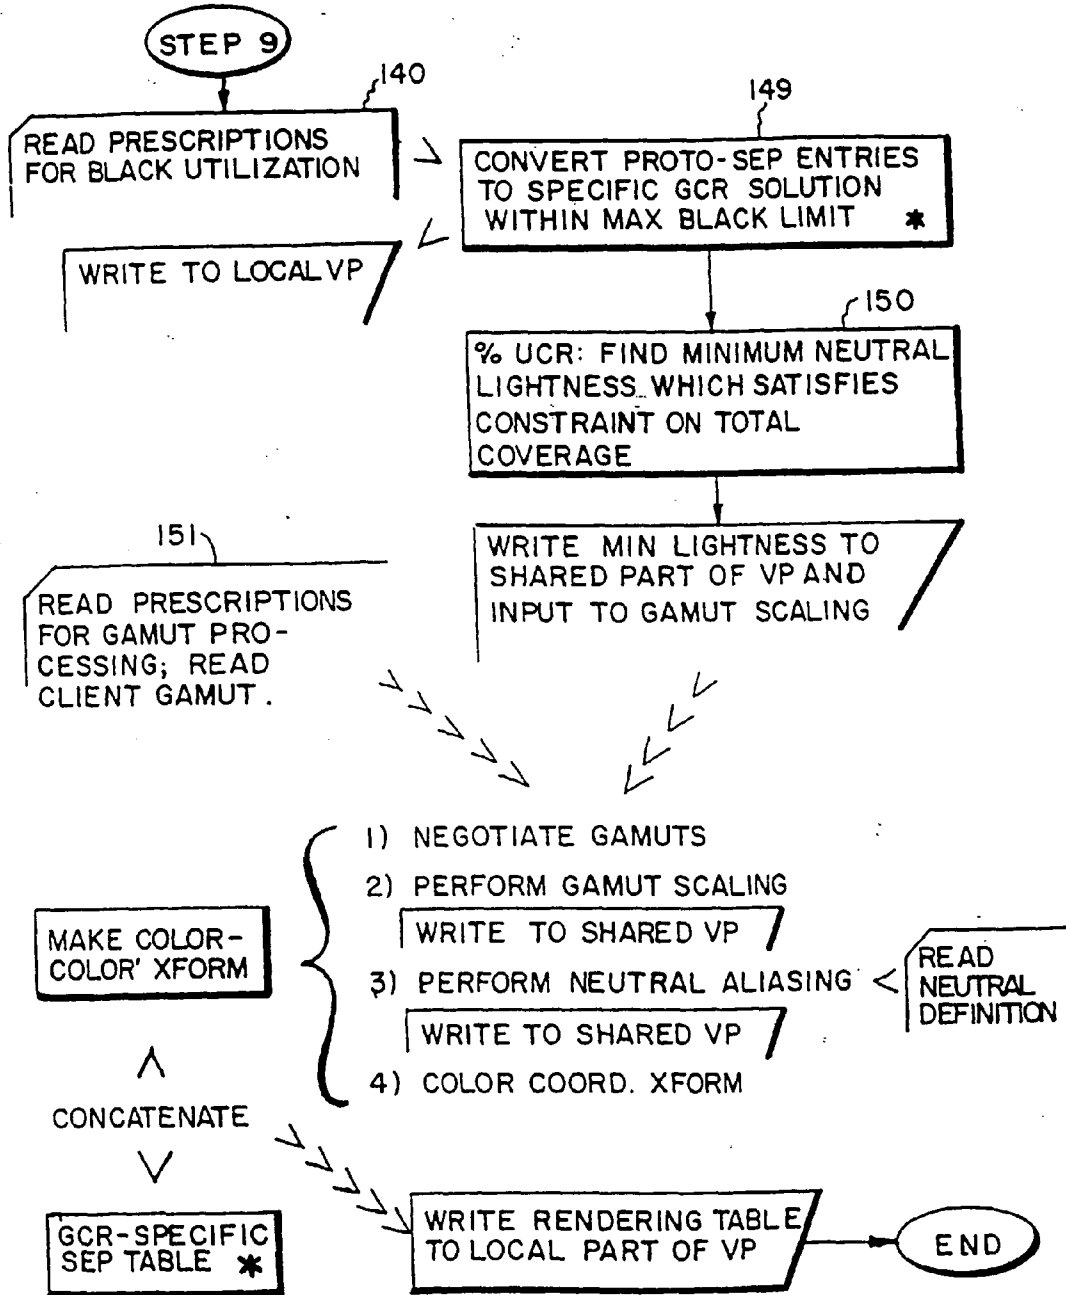 STEP 9
140
READ PRESCRIPTIONS
FOR BLACK UTILIZATION
149
CONVERT PROTO-SEP ENTRIES
TO SPECIFIC GCR SOLUTION
WITHIN MAX BLACK LIMIT *
WRITE TO LOCAL VP
150
% UCR: FIND MINIMUM NEUTRAL
LIGHTNESS WHICH SATISFIES
CONSTRAINT ON TOTAL
COVERAGE
WRITE MIN LIGHTNESS TO
SHARED PART OF VP AND
INPUT TO GAMUT SCALING
151
READ PRESCRIPTIONS
FOR GAMUT PRO-
CESSING; READ
CLIENT GAMUT.
MAKE COLOR-
COLOR' XFORM
1) NEGOTIATE GAMUTS
2) PERFORM GAMUT SCALING
WRITE TO SHARED VP
3) PERFORM NEUTRAL ALIASING
WRITE TO SHARED VP
4) COLOR COORD. XFORM
READ
NEUTRAL
DEFINITION
CONCATENATE
GCR-SPECIFIC
SEP TABLE *
WRITE RENDERING TABLE
TO LOCAL PART OF VP
END